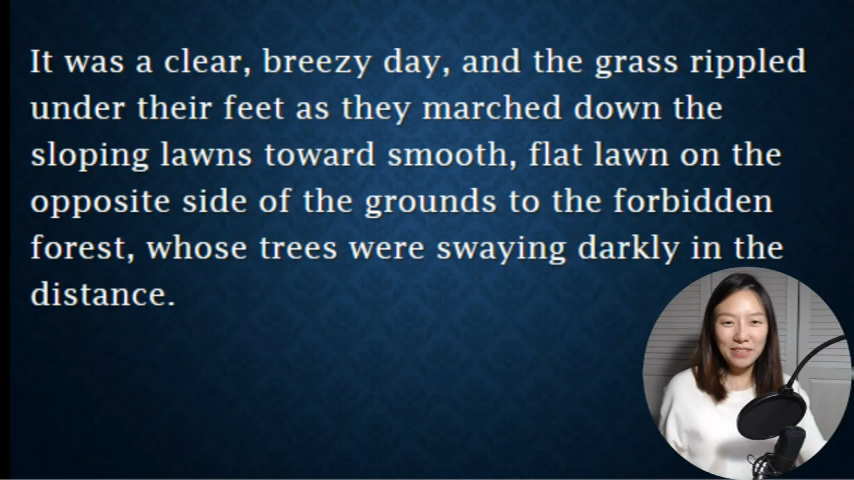 It was a clear, breezy day, and the grass rippled
under their feet as they marched down the
sloping lawns toward smooth, flat lawn on the
opposite side of the grounds to the forbidden
forest, whose trees were swaying darkly in the
distance.